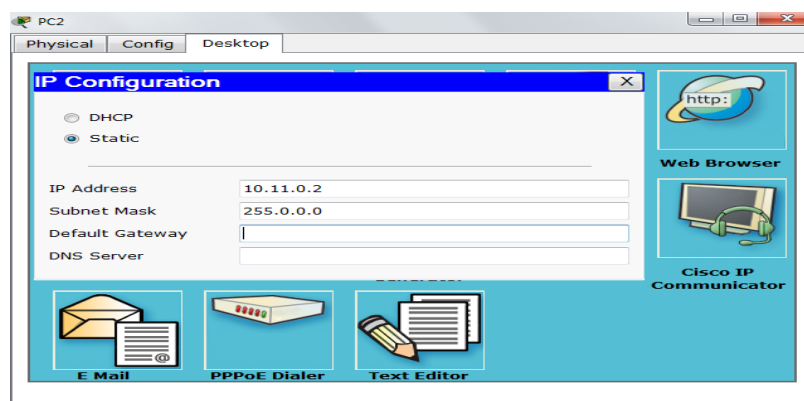 PC2
Physical Config Desktop
IP Configuration X
DHCP
Static
http:
Web Browser
IP Address 10.11.0.2
Subnet Mask 255.0.0.0
Default Gateway
DNS Server
Cisco IP
Communicator
E Mail
PPPoE Dialer
Text Editor